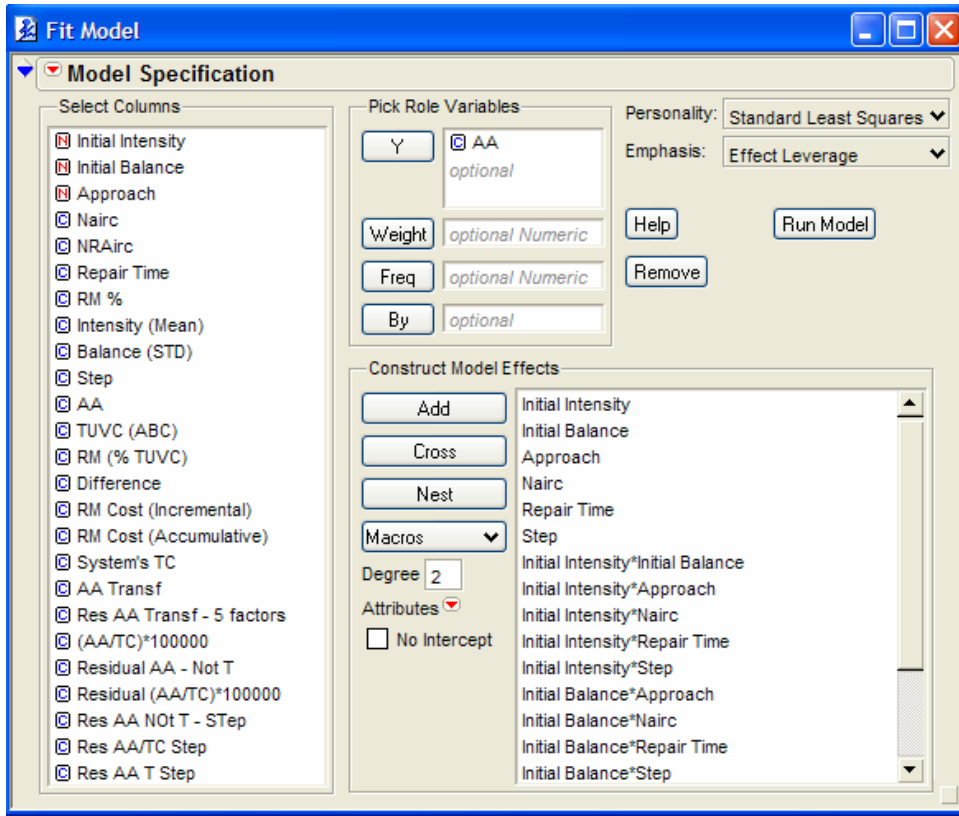 Fit Model
Model Specification
Select Columns
N Initial Intensity
N Initial Balance
N Approach
C Nairc
C NRAirc
C Repair Time
C RM %
C Intensity (Mean)
C Balance (STD)
C Step
C AA
C TUVC (ABC)
C RM (% TUVC)
C Difference
C RM Cost (Incremental)
C RM Cost (Accumulative)
C System's TC
C AA Transf
C Res AA Transf - 5 factors
C (AA/TC)*100000
C Residual AA - Not T
C Residual (AA/TC)*100000
C Res AA NOt T - STep
C Res AA/TC Step
C Res AA T Step
Pick Role Variables
Y
C AA
optional
Weight optional Numeric
Freq optional Numeric
By optional
Personality: Standard Least Squares
Emphasis: Effect Leverage
Help Run Model
Remove
Construct Model Effects
Add
Cross
Nest
Macros
Degree 2
Attributes
No Intercept
Initial Intensity
Initial Balance
Approach
Nairc
Repair Time
Step
Initial Intensity*Initial Balance
Initial Intensity*Approach
Initial Intensity*Nairc
Initial Intensity*Repair Time
Initial Intensity*Step
Initial Balance*Approach
Initial Balance*Nairc
Initial Balance*Repair Time
Initial Balance*Step